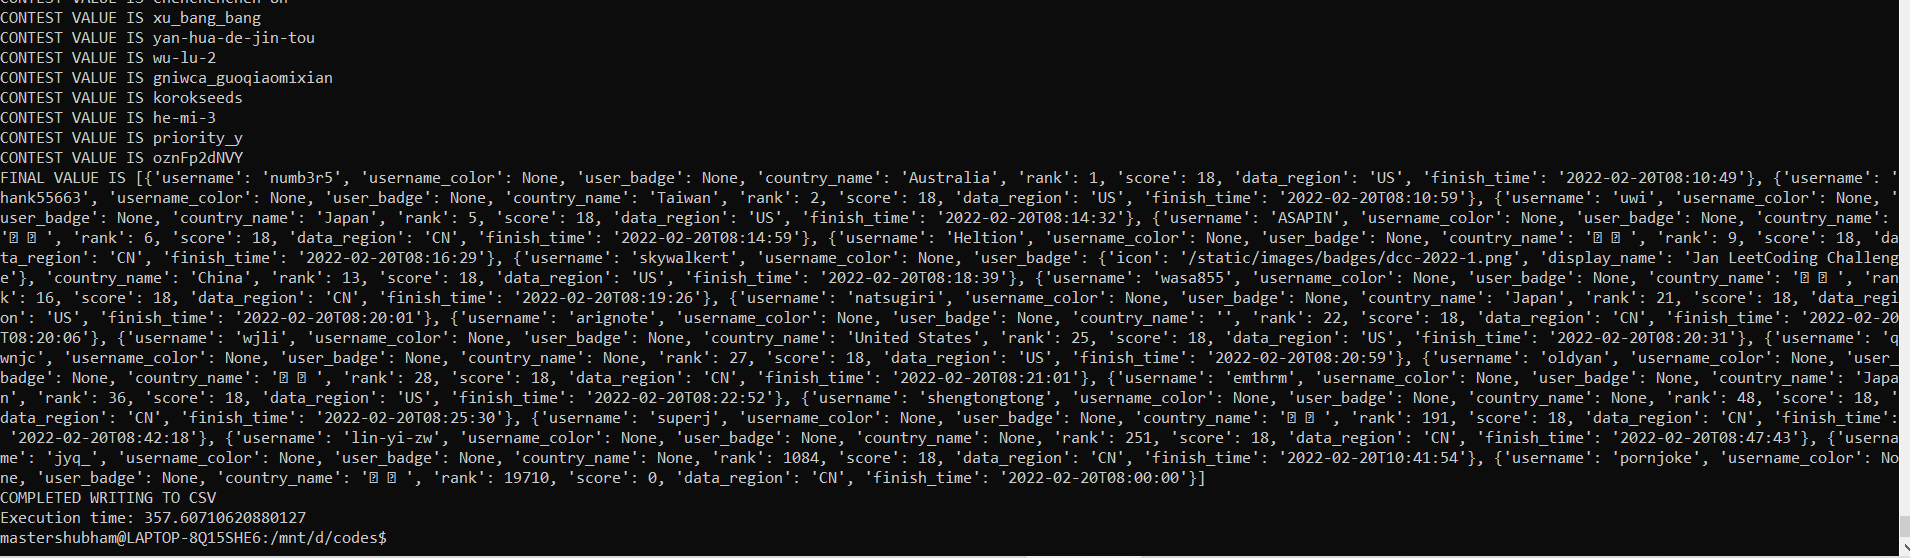 CONTEST VALUE IS xu_bang_bang
CONTEST VALUE IS yan-hua-de-jin-tou
CONTEST VALUE IS wu-lu-2
CONTEST VALUE IS gniwca_guoqiaomixian
CONTEST VALUE IS korokseeds
CONTEST VALUE IS he-mi-3
CONTEST VALUE IS priority_y
CONTEST VALUE IS oznFp2dNVY
FINAL VALUE IS [{'username': 'numb3r5', 'username_color': None, 'user_badge': None, 'country_name': 'Australia', 'rank': 1, 'score': 18, 'data_region': 'US', 'finish_time': '2022-02-20T08:10:49'}, {'username': '
hank55663', 'username_color': None, 'user_badge': None, 'country_name': 'Taiwan', 'rank': 2, 'score': 18, 'data_region': 'US', 'finish_time': '2022-02-20T08:10:59'}, {'username': 'uwi', 'username_color': None, '
user_badge': None, 'country_name': 'Japan', 'rank': 5, 'score': 18, 'data_region': 'US', 'finish_time': '2022-02-20T08:14:32'}, {'username': 'ASAPIN', 'username_color': None, 'user_badge': None, 'country_name':
' ', 'rank': 6, 'score': 18, 'data_region': 'CN', 'finish_time': '2022-02-20T08:14:59'}, {'username': 'Heltion', 'username_color': None, 'user_badge': None, 'country_name': ' ', 'rank': 9, 'score': 18, 'da
ta_region': 'CN', 'finish_time': '2022-02-20T08:16:29'}, {'username': 'skywalkert', 'username_color': None, 'user_badge': {'icon': '/static/images/badges/dcc-2022-1.png', 'display_name': 'Jan LeetCoding Challeng
e'}, 'country_name': 'China', 'rank': 13, 'score': 18, 'data_region': 'US', 'finish_time': '2022-02-20T08:18:39'}, {'username': 'wasa855', 'username_color': None, 'user_badge': None, 'country_name': ' ', 'ran
k': 16, 'score': 18, 'data_region': 'CN', 'finish_time': '2022-02-20T08:19:26'}, {'username': 'natsugiri', 'username_color': None, 'user_badge': None, 'country_name': 'Japan', 'rank': 21, 'score': 18, 'data_regi
on': 'US', 'finish_time': '2022-02-20T08:20:01'}, {'username': 'arignote', 'username_color': None, 'user_badge': None, 'country_name': '', 'rank': 22, 'score': 18, 'data_region': 'CN', 'finish_time': '2022-02-20
T08:20:06'}, {'username': 'wjli', 'username_color': None, 'user_badge': None, 'country_name': 'United States', 'rank': 25, 'score': 18, 'data_region': 'US', 'finish_time': '2022-02-20T08:20:31'}, {'username': 'q
wnjc', 'username_color': None, 'user_badge': None, 'country_name': None, 'rank': 27, 'score': 18, 'data_region': 'US', 'finish_time': '2022-02-20T08:20:59'}, {'username': 'oldyan', 'username_color': None, 'user_
badge': None, 'country_name': ' ', 'rank': 28, 'score': 18, 'data_region': 'CN', 'finish_time': '2022-02-20T08:21:01'}, {'username': 'emthrm', 'username_color': None, 'user_badge': None, 'country_name': 'Japa
n', 'rank': 36, 'score': 18, 'data_region': 'US', 'finish_time': '2022-02-20T08:22:52'}, {'username': 'shengtongtong', 'username_color': None, 'user_badge': None, 'country_name': None, 'rank': 48, 'score': 18, '
data_region': 'CN', 'finish_time': '2022-02-20T08:25:30'}, {'username': 'superj', 'username_color': None, 'user_badge': None, 'country_name': ' ', 'rank': 191, 'score': 18, 'data_region': 'CN', 'finish_time':
'2022-02-20T08:42:18'}, {'username': 'lin-yi-zw', 'username_color': None, 'user_badge': None, 'country_name': None, 'rank': 251, 'score': 18, 'data_region': 'CN', 'finish_time': '2022-02-20T08:47:43'}, {'userna
me': 'jyq_', 'username_color': None, 'user_badge': None, 'country_name': None, 'rank': 1084, 'score': 18, 'data_region': 'CN', 'finish_time': '2022-02-20T10:41:54'}, {'username': 'pornjoke', 'username_color': No
ne, 'user_badge': None, 'country_name': ' ', 'rank': 19710, 'score': 0, 'data_region': 'CN', 'finish_time': '2022-02-20T08:00:00'}]
COMPLETED WRITING TO CSV
Execution time: 357.60710620880127
mastershubham@LAPTOP-8Q15SHE6:/mnt/d/codes$